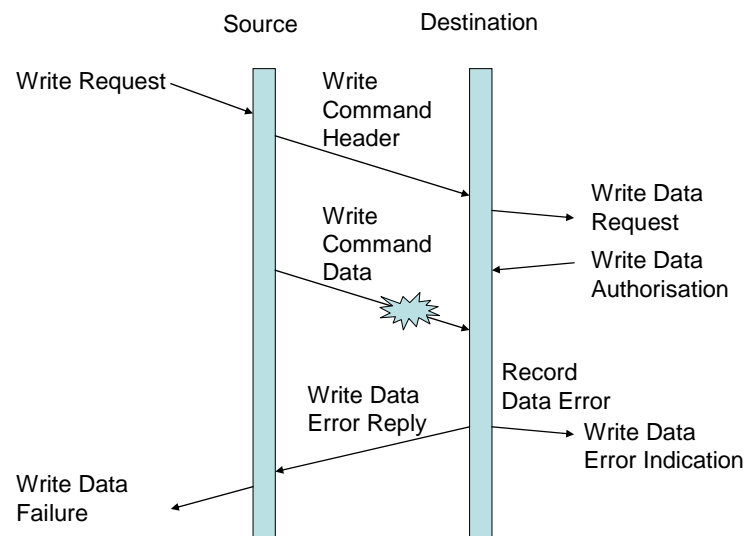 Source
Destination
Write Request
Write
Command
Header
Write Data
Request
Write
Command
Data
Write Data
Authorisation
Record
Data Error
Write Data
Error Reply
Write Data
Error Indication
Write Data
Failure